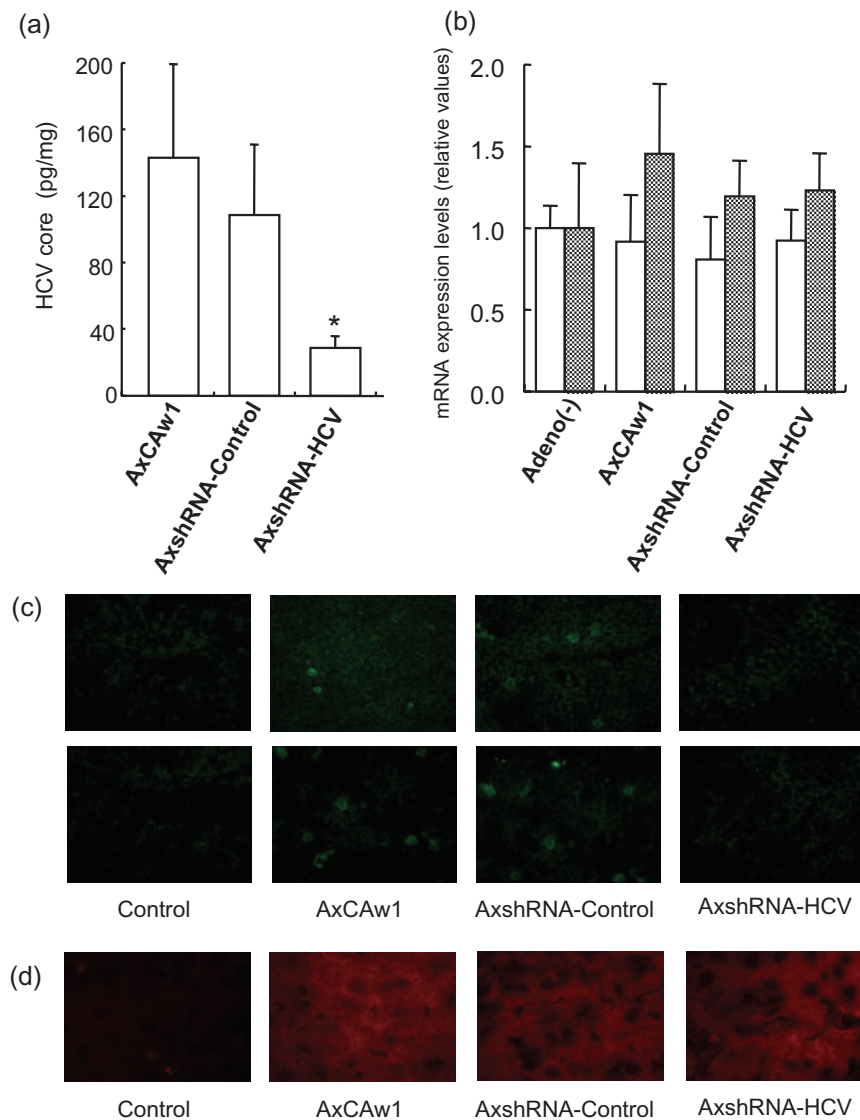 (a)
HCV core (pg/mg)
200
160
120
80
40
0
*
AxCAw1
AxshRNA-Control
AxshRNA-HCV
(b)
mRNA expression levels (relative values)
2.0
1.5
1.0
0.5
0.0
Adeno(-)
AxCAw1
AxshRNA-Control
AxshRNA-HCV
(c)
Control
AxCAw1
AxshRNA-Control
AxshRNA-HCV
(d)
Control
AxCAw1
AxshRNA-Control
AxshRNA-HCV